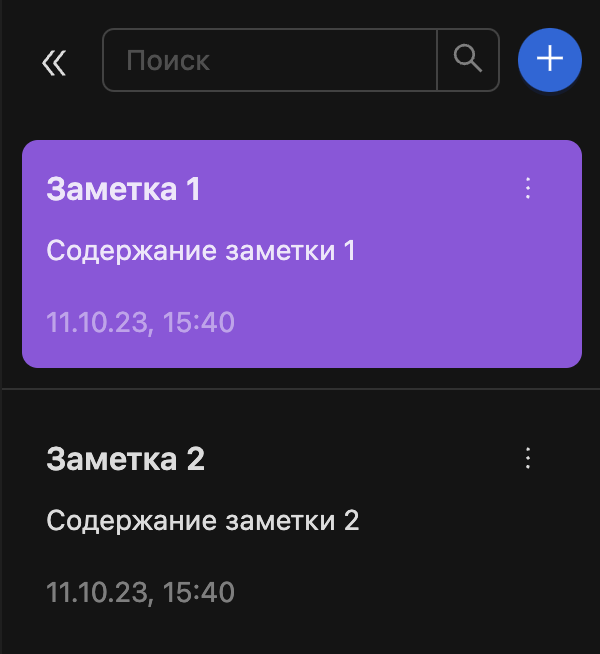 Поиск
Заметка 1
Содержание заметки 1
11.10.23, 15:40
Заметка 2
Содержание заметки 2
11.10.23, 15:40